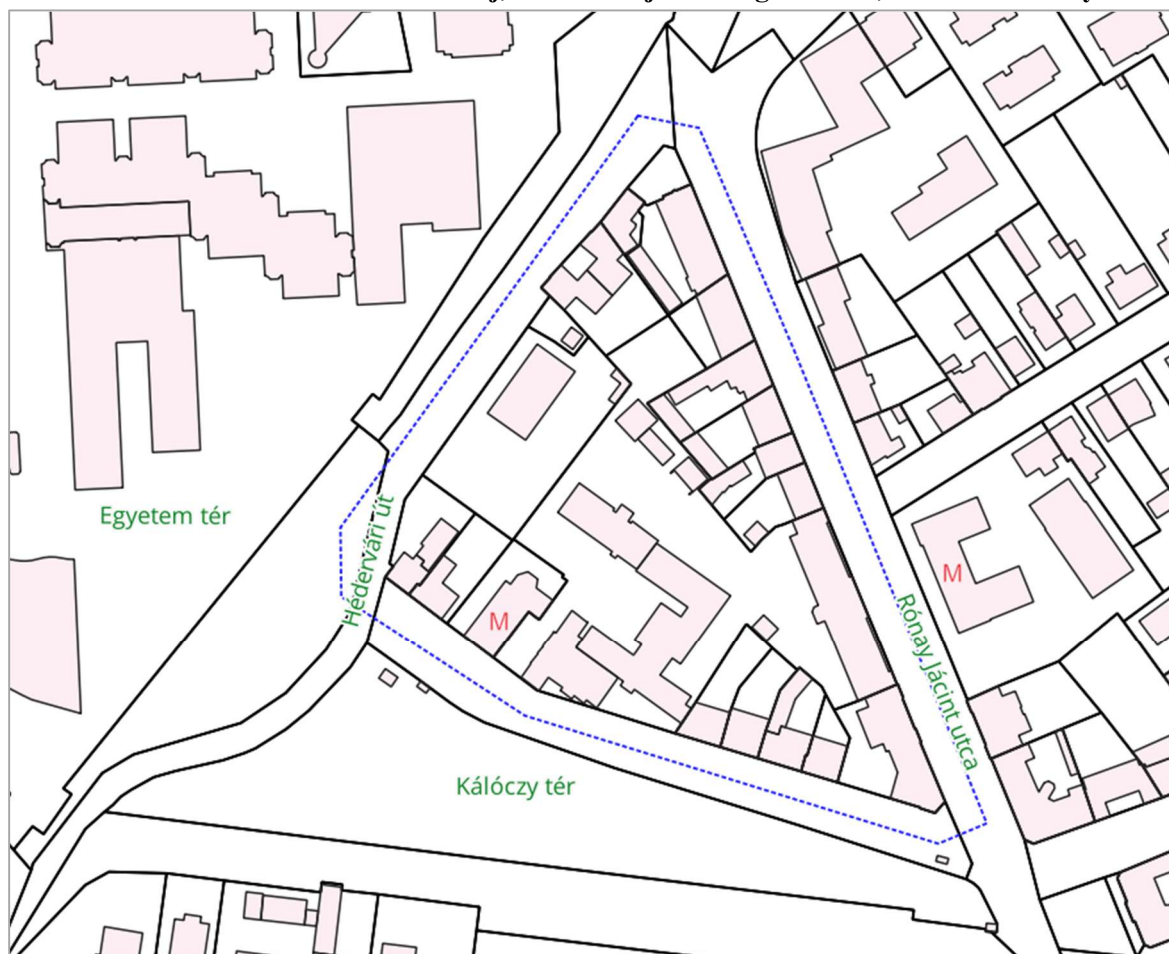 Egyetem tér
Hédervári út
M
M
Rónay Jácint utca
Kálóczy tér